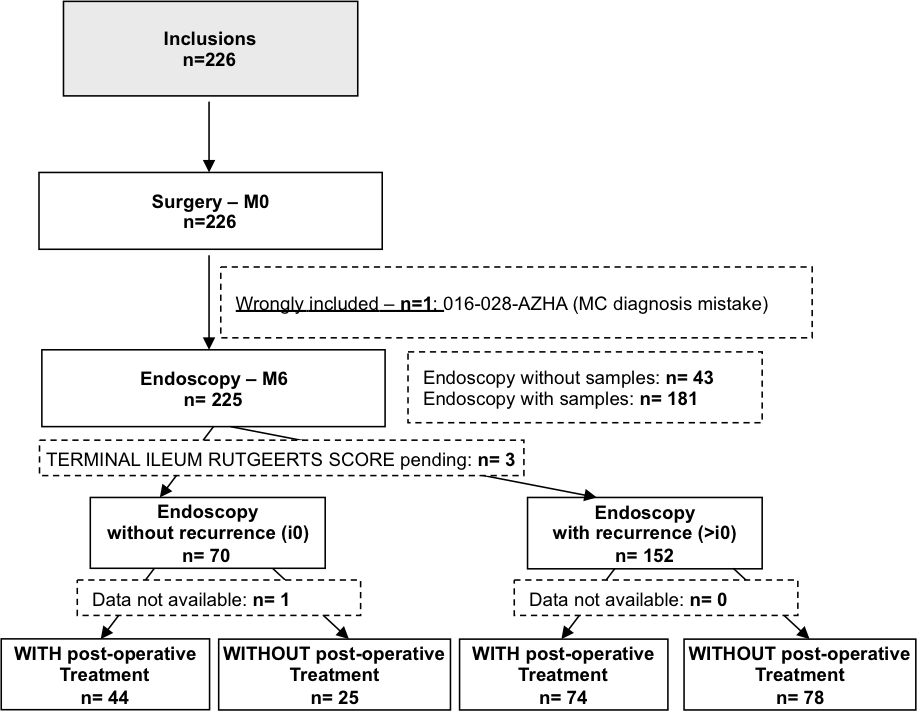 Inclusions
n=226
Surgery – M0
n=226
Wrongly included – n=1: 016-028-AZHA (MC diagnosis mistake)
Endoscopy – M6
n= 225
Endoscopy without samples: n= 43
Endoscopy with samples: n= 181
TERMINAL ILEUM RUTGEERTS SCORE pending: n= 3
Endoscopy
without recurrence (i0)
n= 70
Endoscopy
with recurrence (>i0)
n= 152
Data not available: n= 1
Data not available: n= 0
WITH post-operative
Treatment
n= 44
WITHOUT post-operative
Treatment
n= 25
WITH post-operative
Treatment
n= 74
WITHOUT post-operative
Treatment
n= 78